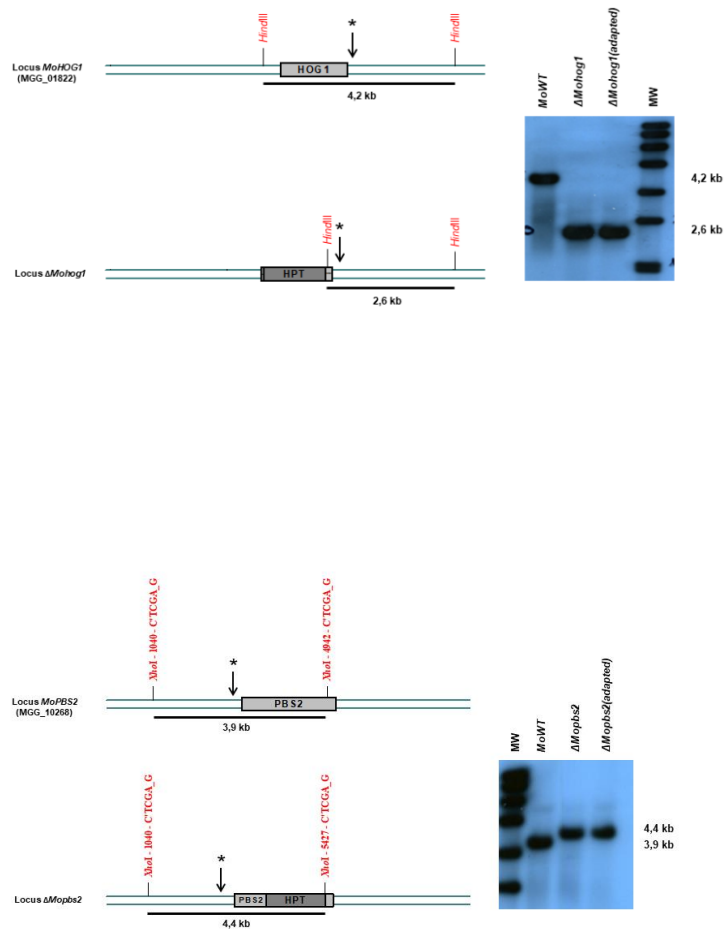 HindIII
*
HindIII
Locus MoHOG1
(MGG_01822)
HOG1
4,2 kb
MoWT
ΔMohog1
ΔMohog1(adapted)
MW
4,2 kb
2,6 kb
HindIII
*
HindIII
Locus ΔMohog1
HPT
2,6 kb
XhoI - 1040 - C'TCGA_G
*
XhoI - 4942 - C'TCGA_G
Locus MoPBS2
(MGG_10268)
PBS2
3,9 kb
MW
MoWT
ΔMopbs2
ΔMopbs2(adapted)
4,4 kb
3,9 kb
XhoI - 1040 - C'TCGA_G
*
XhoI - 5427 - C'TCGA_G
Locus ΔMopbs2
PBS2
HPT
4,4 kb